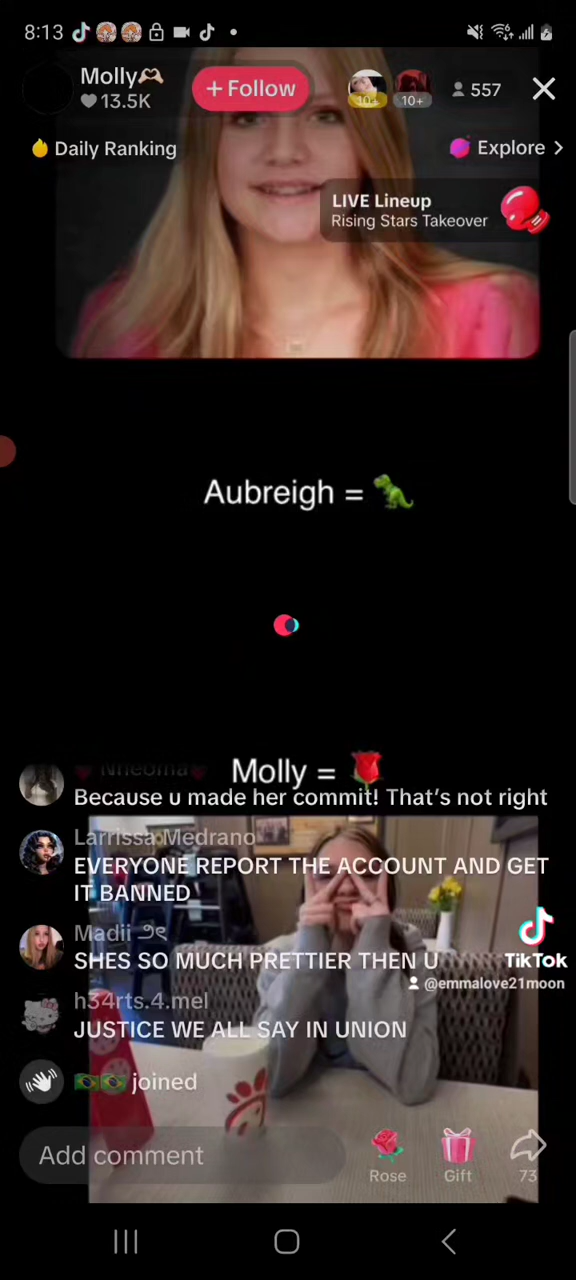 8:13
Molly🫶🏼
13.5K
+ Follow
10+
10+
557
Daily Ranking
Explore >
LIVE Lineup
Rising Stars Takeover
Aubreigh = 🦖
Nneoma
Molly = 🌹
Because u made her commit! That's not right
Larrissa Medrano
EVERYONE REPORT THE ACCOUNT AND GET
IT BANNED
Madii
SHES SO MUCH PRETTIER THEN U
TikTok
@emmalove21moon
h34rts.4.mel
JUSTICE WE ALL SAY IN UNION
🇧🇷🇧🇷 joined
Add comment
Rose
Gift
73